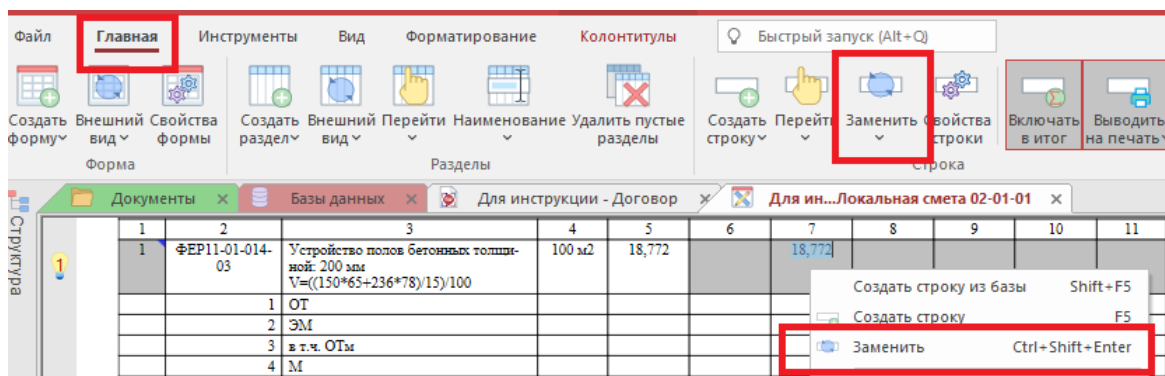 Файл Главная Инструменты Вид Форматирование Колонтитулы Быстрый запуск (Alt+Q)
Создать форму Внешний вид Свойства формы Создать раздел Внешний вид Перейти Наименование Удалить пустые разделы Создать строку Перейти Заменить Свойства строки Включать в итог Выводить на печать
Форма Разделы Строка
Документы × Базы данных × Для инструкции - Договор × Для ин...Локальная смета 02-01-01 ×
Структура
1 2 3 4 5 6 7 8 9 10 11
1 1 ФЕР11-01-014-03 Устройство полов бетонных толщи- 100 м2 18,772 18,772
ной: 200 мм
V=((150*65+236*78)/15)/100
1 ОТ
2 ЭМ
3 в т.ч. ОТм
4 М
Создать строку из базы Shift+F5
Создать строку F5
Заменить Ctrl+Shift+Enter